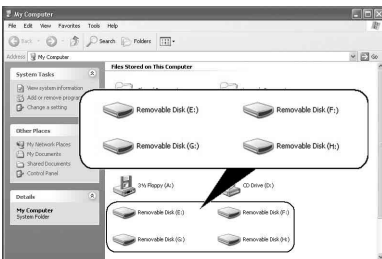 My Computer
File Edit View Favorites Tools Help
Back Search Folders
Address My Computer Go
System Tasks
View system information
Add or remove programs
Change a setting
Other Places
My Network Places
My Documents
Shared Documents
Control Panel
Details
My Computer
System Folder
Files Stored on This Computer
Removable Disk (E:) Removable Disk (F:)
Removable Disk (G:) Removable Disk (H:)
3½ Floppy (A:) CD Drive (D:)
Removable Disk (E:) Removable Disk (F:)
Removable Disk (G:) Removable Disk (H:)